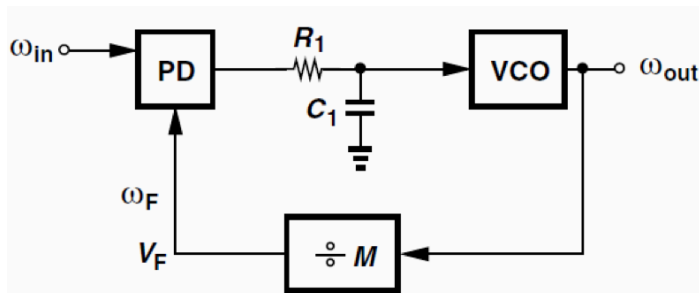 ω_in
PD
R_1
C_1
VCO
ω_out
ω_F
V_F
÷ M